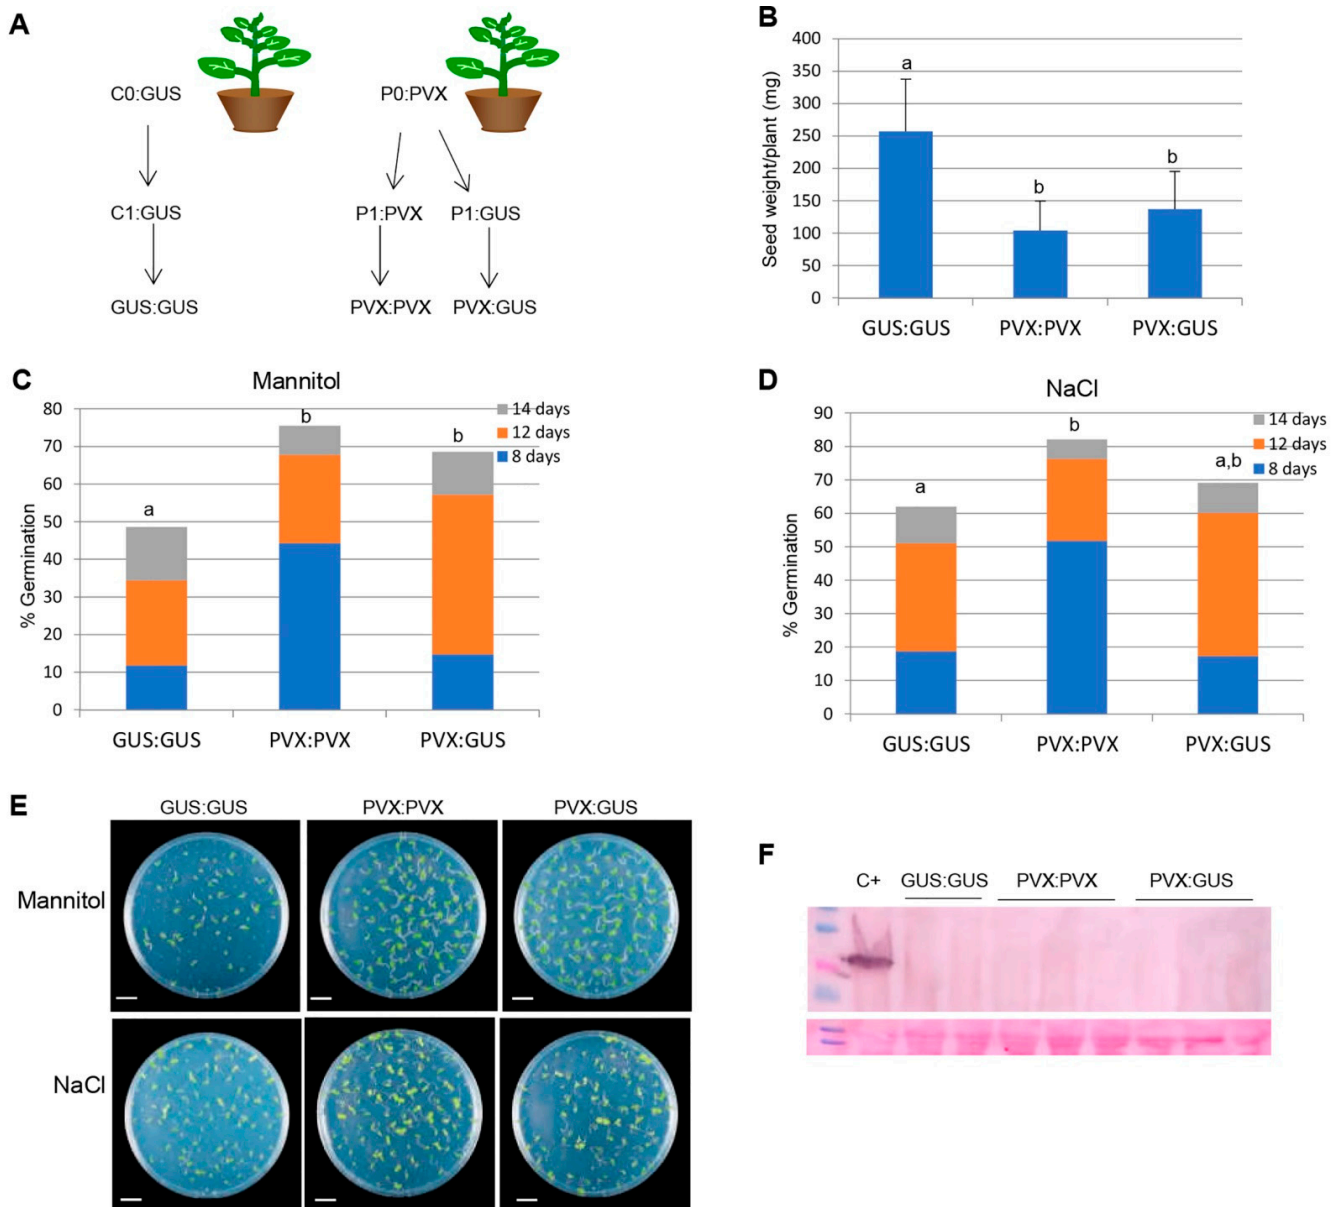 A
C0:GUS
P0:PVX
C1:GUS
P1:PVX
P1:GUS
GUS:GUS
PVX:PVX
PVX:GUS
B
Seed weight/plant (mg)
400
350
300
250
200
150
100
50
0
a
b
b
GUS:GUS
PVX:PVX
PVX:GUS
C
Mannitol
% Germination
80
70
60
50
40
30
20
10
0
14 days
12 days
8 days
a
b
b
GUS:GUS
PVX:PVX
PVX:GUS
D
NaCl
% Germination
90
80
70
60
50
40
30
20
10
0
14 days
12 days
8 days
a
b
a,b
GUS:GUS
PVX:PVX
PVX:GUS
E
GUS:GUS
PVX:PVX
PVX:GUS
Mannitol
NaCl
F
C+
GUS:GUS
PVX:PVX
PVX:GUS